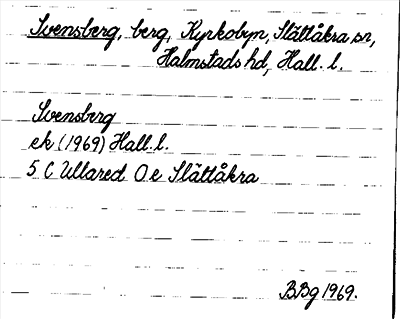 Svensberg, berg, Kyrkobyn, Slättåkra sn,
Halmstads hd, Hall. l.
Svensberg
ek (1969) Hall. l.
5 C Ullared O e Slättåkra
BBg 1969.